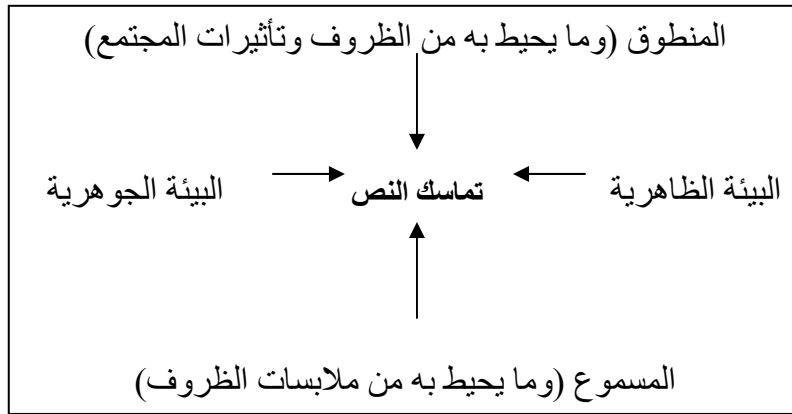 المنطوق (وما يحيط به من الظروف وتأثيرات المجتمع)
البيئة الظاهرية تماسك النص البيئة الجوهرية
المسموع (وما يحيط به من ملابسات الظروف)